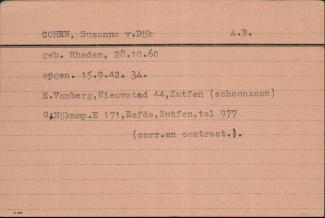 COHEN, Susanna v.Dijk A.B.
geb. Rheden, 28.10.60
opgen. 15.9.42. 34.
E.Vomberg,Nieuwstad 44,Zutfen (schoonzoon)
G.Nijkamp.E 171,Eefde,Zutfen,tel 977
(corr.en contract.).